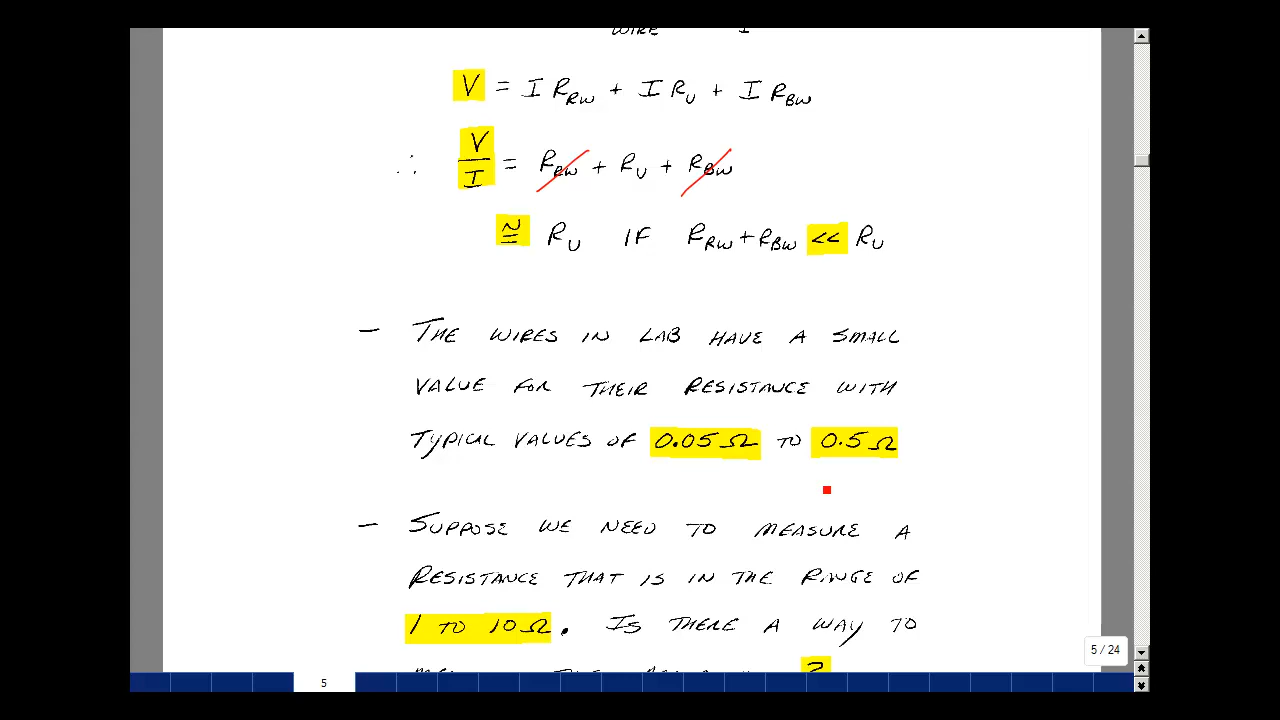 WIRE I
V = I R_RW + I R_U + I R_BW
∴ V/I = R_RW + R_U + R_BW
≅ R_U IF R_RW + R_BW << R_U
— THE WIRES IN LAB HAVE A SMALL
VALUE FOR THEIR RESISTANCE WITH
TYPICAL VALUES OF 0.05 Ω TO 0.5 Ω
— SUPPOSE WE NEED TO MEASURE A
RESISTANCE THAT IS IN THE RANGE OF
1 TO 10 Ω. IS THERE A WAY TO
?
5 / 24
5